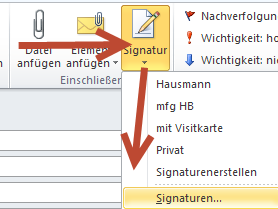 Datei anfügen
Element anfügen
Signatur
Einschließen
Nachverfolgun
Wichtigkeit: ho
Wichtigkeit: nie
Hausmann
mfg HB
mit Visitkarte
Privat
Signaturenerstellen
Signaturen...